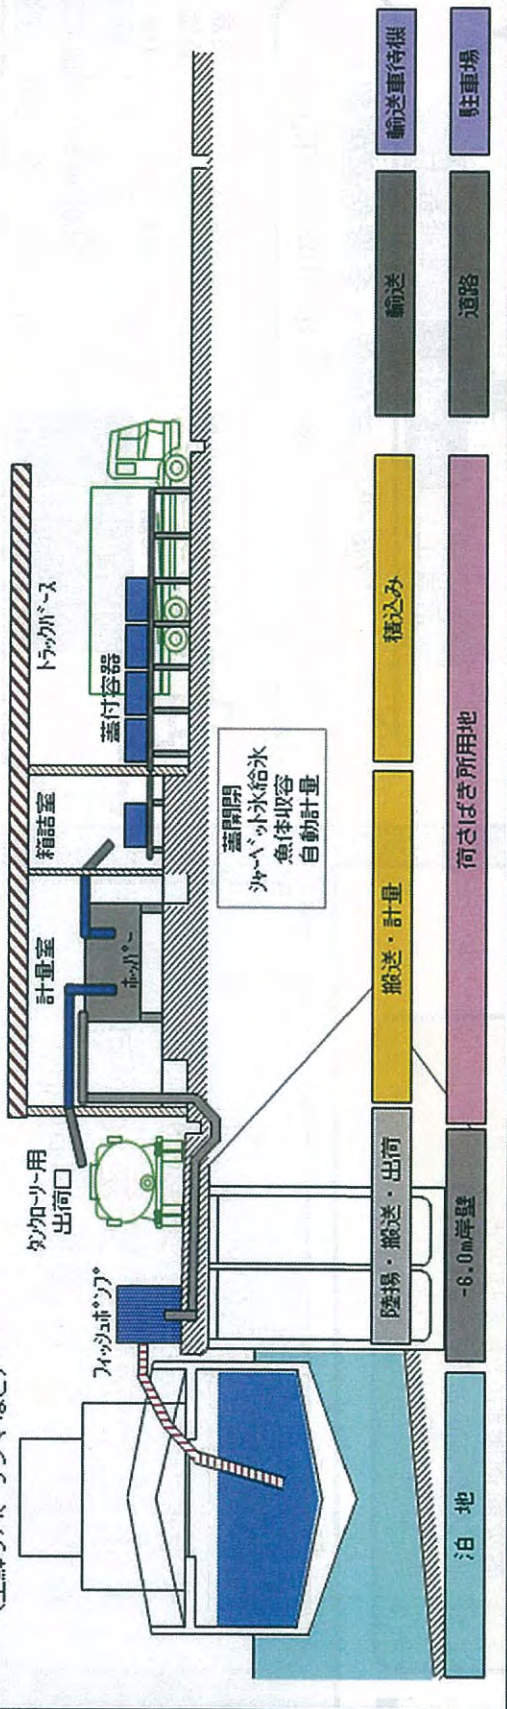 フィッシュポンプ
タンクローリー用
出荷口
計量室
ホッパー
箱詰室
蓋付容器
トラックバース
蓋開閉
シャーベット氷給氷
魚体収容
自動計量
陸揚・搬送・出荷
搬送・計量
積込み
輸送
輸送車待機
泊 地
-6.0m岸壁
荷さばき所用地
道路
駐車場